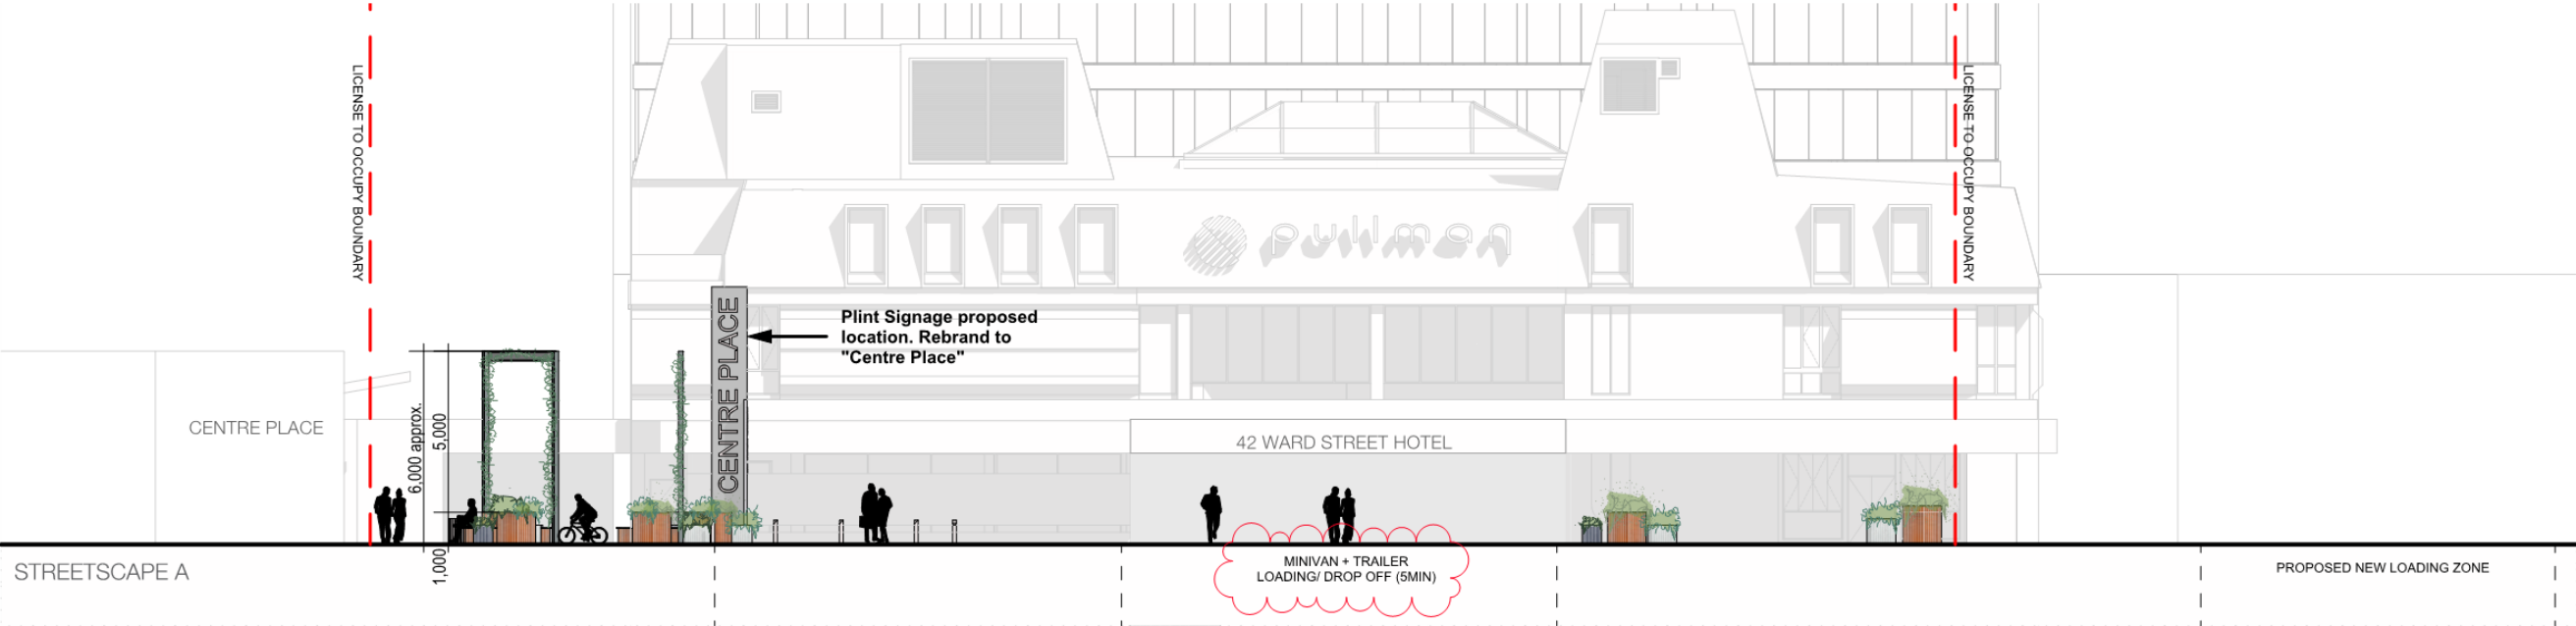 LICENSE TO OCCUPY BOUNDARY
LICENSE TO OCCUPY BOUNDARY
pullman
CENTRE PLACE
Plint Signage proposed
location. Rebrand to
"Centre Place"
CENTRE PLACE
6,000 approx.
5,000
42 WARD STREET HOTEL
1,000
STREETSCAPE A
MINIVAN + TRAILER
LOADING/ DROP OFF (5MIN)
PROPOSED NEW LOADING ZONE